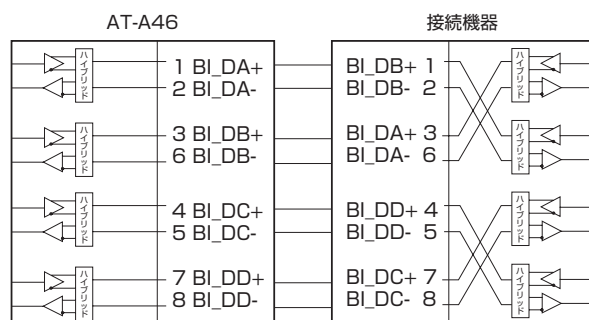 AT-A46
接続機器
ハイブリッド 1 BI_DA+ BI_DB+ 1 ハイブリッド
2 BI_DA- BI_DB- 2
ハイブリッド 3 BI_DB+ BI_DA+ 3 ハイブリッド
6 BI_DB- BI_DA- 6
ハイブリッド 4 BI_DC+ BI_DD+ 4 ハイブリッド
5 BI_DC- BI_DD- 5
ハイブリッド 7 BI_DD+ BI_DC+ 7 ハイブリッド
8 BI_DD- BI_DC- 8